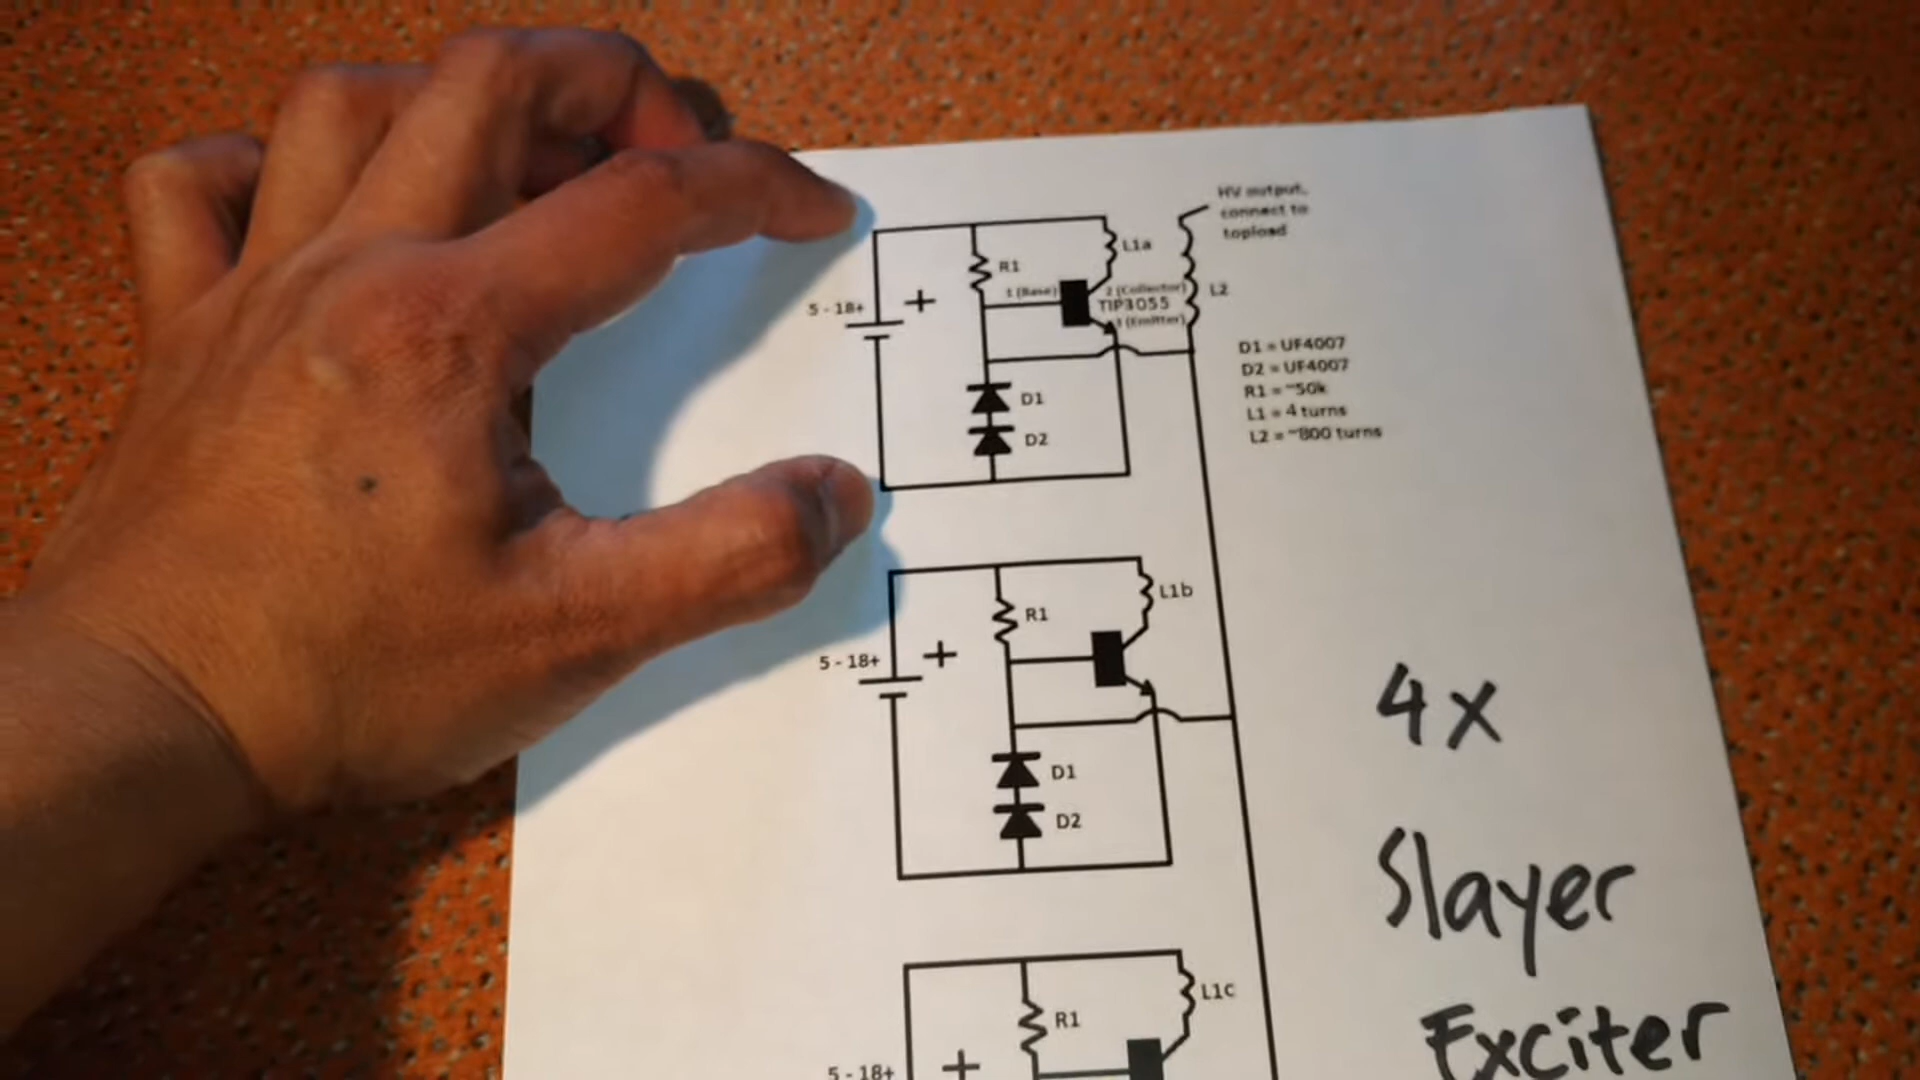 HV output,
connect to
topload
L1a
R1
1 (Base)
2 (Collector)
TIP3055
3 (Emitter)
L2
5 - 18+
+
D1
D2
D1 = UF4007
D2 = UF4007
R1 = ~50k
L1 = 4 turns
L2 = ~800 turns
L1b
R1
5 - 18+
+
D1
D2
4x
Slayer
Exciter
L1c
R1
5 - 18+
+